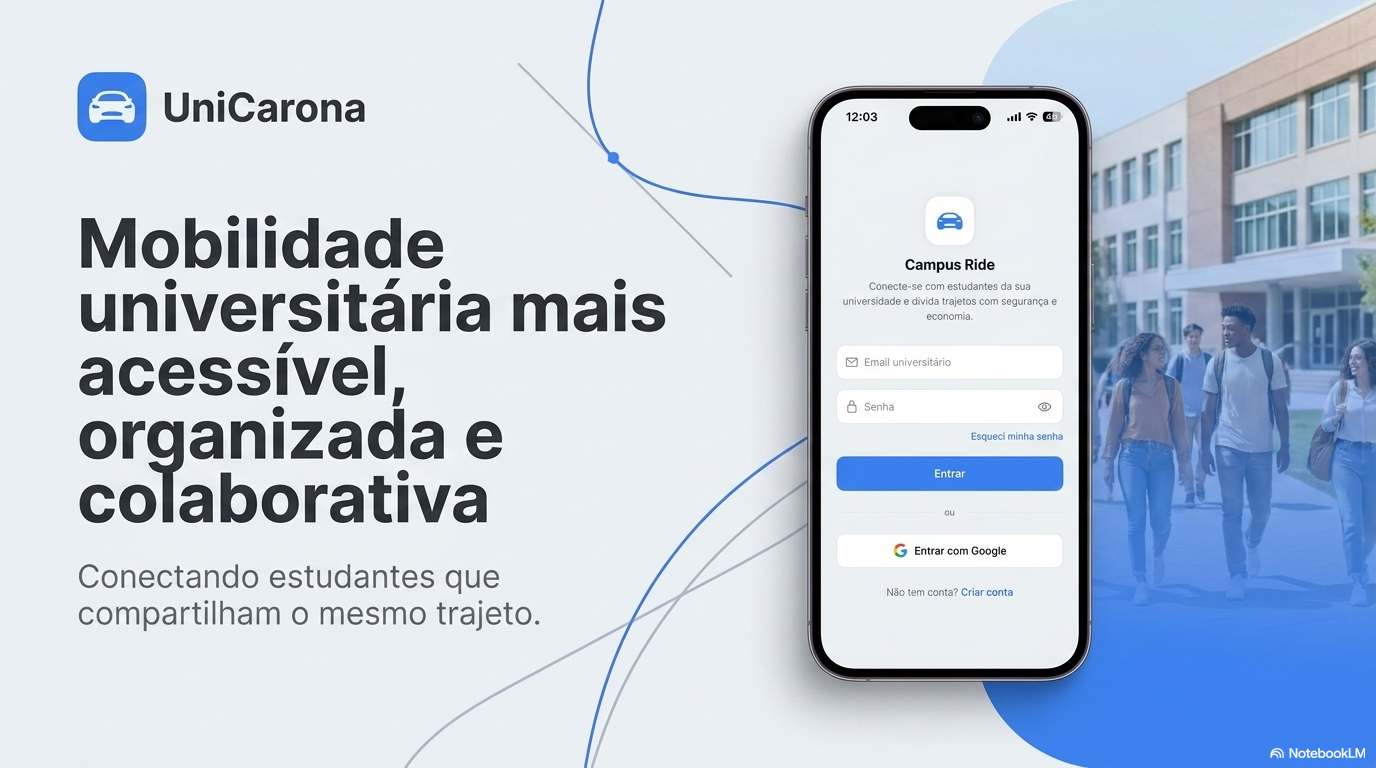 UniCarona
Mobilidade
universitária mais
acessível,
organizada e
colaborativa
Conectando estudantes que
compartilham o mesmo trajeto.
12:03
Campus Ride
Conecte-se com estudantes da sua
universidade e divida trajetos com segurança e
economia.
Email universitário
Senha
Esqueci minha senha
Entrar
ou
Entrar com Google
Não tem conta? Criar conta
NotebookLM